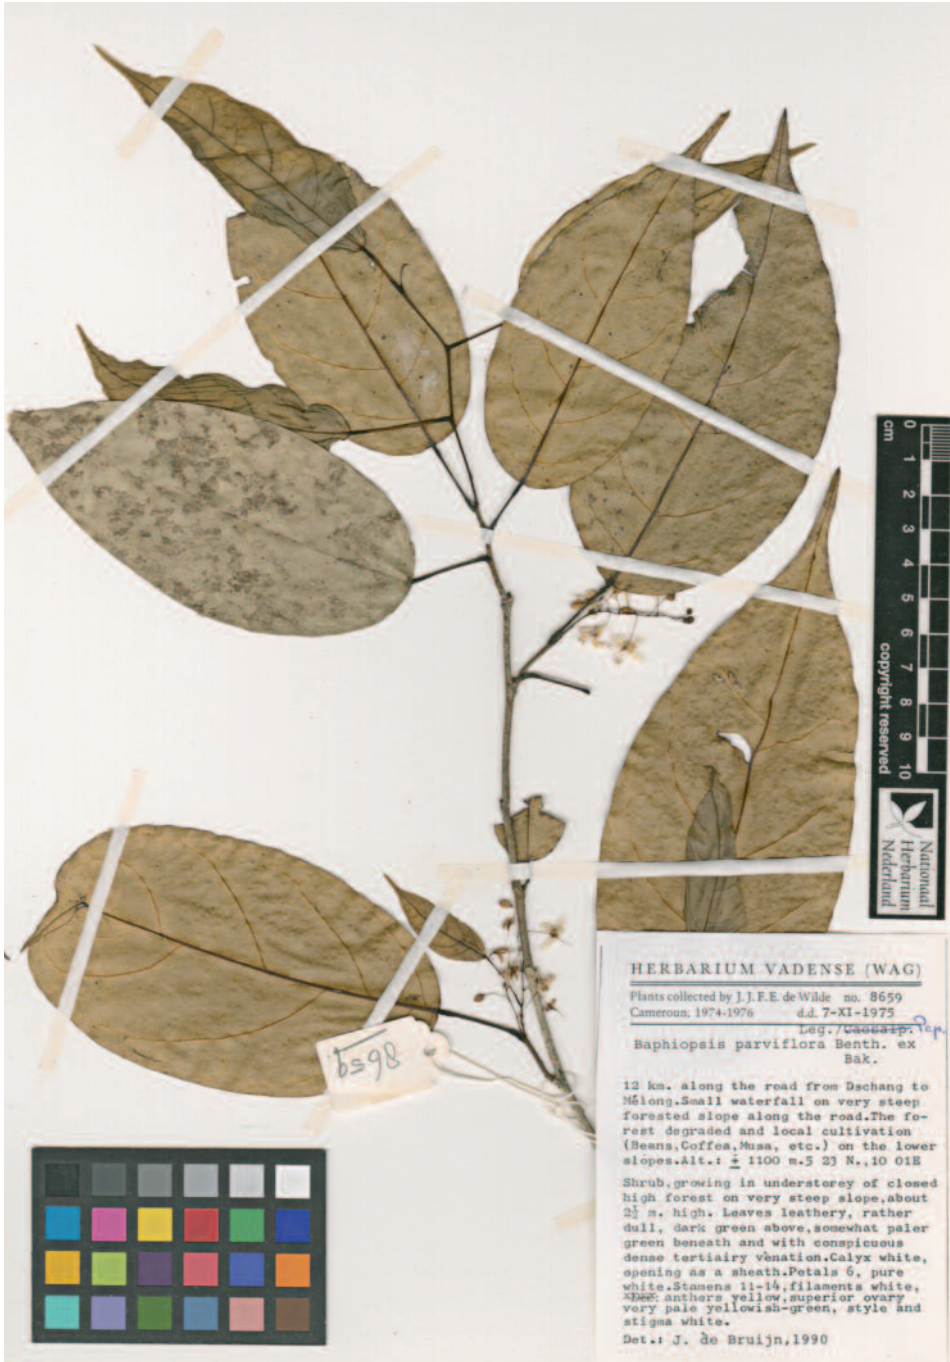 0
cm
1
2
3
4
5
6
7
8
9
10
copyright reserved
Nationaal
Herbarium
Nederland
8659
HERBARIUM VADENSE (WAG)
Plants collected by J. J. F. E. de Wilde no. 8659
Cameroun, 1974-1976 d.d. 7-XI-1975
Leg./Caesalp. Pap.
Baphiopsis parviflora Benth. ex
Bak.
12 km. along the road from Dschang to
Mélong.Small waterfall on very steep
forested slope along the road.The fo-
rest degraded and local cultivation
(Beans,Coffea,Musa, etc.) on the lower
slopes.Alt.: ± 1100 m.5 23 N.,10 01E
Shrub,growing in understorey of closed
high forest on very steep slope,about
2½ m. high. Leaves leathery, rather
dull, dark green above,somewhat paler
green beneath and with conspicuous
dense tertiairy venation.Calyx white,
opening as a sheath.Petals 6, pure
white.Stamens 11-14,filaments white,
anthers yellow,superior ovary
very pale yellowish-green, style and
stigma white.
Det.: J. de Bruijn,1990